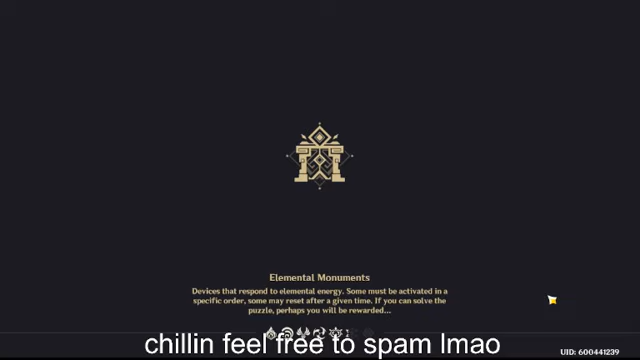 Elemental Monuments
Devices that respond to elemental energy. Some must be activated in a
specific order, some may reset after a given time. If you can solve the
puzzle, perhaps you will be rewarded...
chillin feel free to spam lmao
UID: 600441239